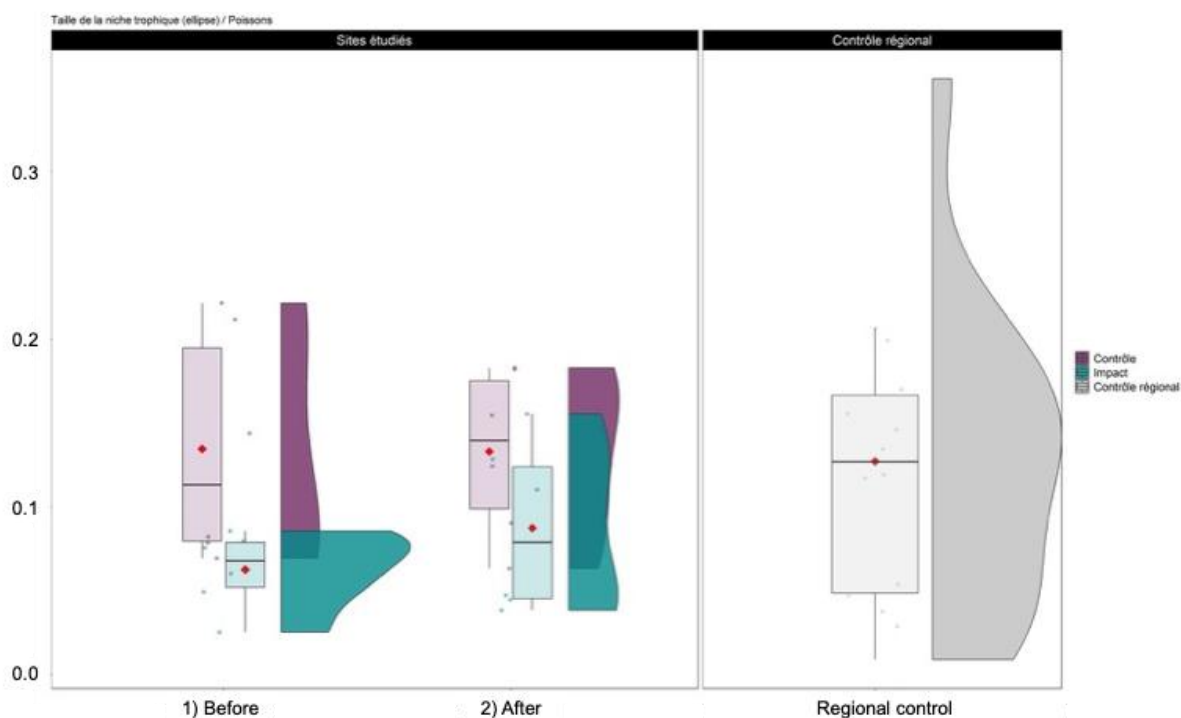 Taille de la niche trophique (ellipse) / Poissons
Sites étudiés
Contrôle régional
0.3
0.2
0.1
0.0
Contrôle
Impact
Contrôle régional
1) Before
2) After
Regional control